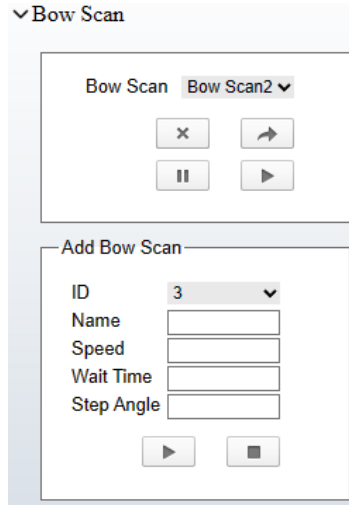 Bow Scan
Bow Scan Bow Scan2
Add Bow Scan
ID 3
Name
Speed
Wait Time
Step Angle